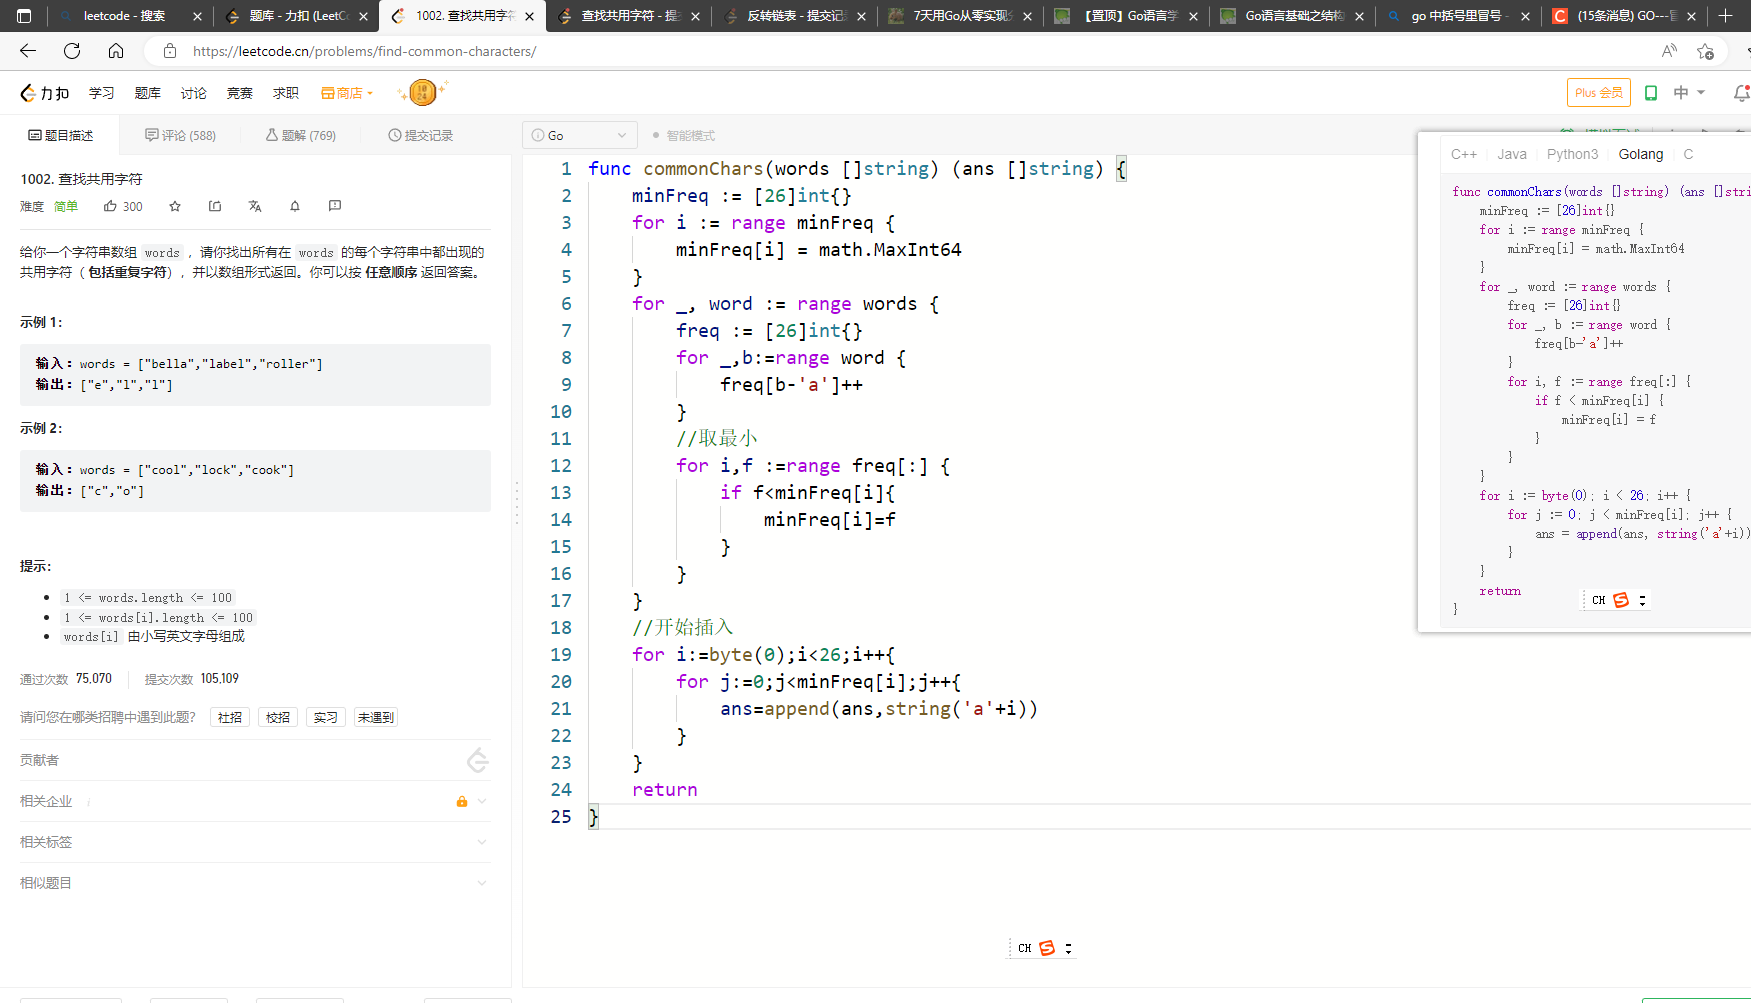 leetcode - 搜索
题库 - 力扣 (LeetCo
1002. 查找共用字符
查找共用字符 - 提
反转链表 - 提交记
7天用Go从零实现
【置顶】Go语言学
Go语言基础之结构
go 中括号里冒号 -
(15条消息) GO---
https://leetcode.cn/problems/find-common-characters/
力扣 学习 题库 讨论 竞赛 求职 商店
Plus 会员 中
题目描述 评论 (588) 题解 (769) 提交记录
Go 智能模式
1002. 查找共用字符
难度 简单 300
给你一个字符串数组 words ，请你找出所有在 words 的每个字符串中都出现的
共用字符（ 包括重复字符），并以数组形式返回。你可以按 任意顺序 返回答案。
示例 1：
输入：words = ["bella","label","roller"]
输出：["e","l","l"]
示例 2：
输入：words = ["cool","lock","cook"]
输出：["c","o"]
提示：
1 <= words.length <= 100
1 <= words[i].length <= 100
words[i] 由小写英文字母组成
通过次数 75,070 提交次数 105,109
请问您在哪类招聘中遇到此题？ 社招 校招 实习 未遇到
贡献者
相关企业
相关标签
相似题目
1 func commonChars(words []string) (ans []string) {
2 minFreq := [26]int{}
3 for i := range minFreq {
4 minFreq[i] = math.MaxInt64
5 }
6 for _, word := range words {
7 freq := [26]int{}
8 for _,b:=range word {
9 freq[b-'a']++
10 }
11 //取最小
12 for i,f :=range freq[:] {
13 if f<minFreq[i]{
14 minFreq[i]=f
15 }
16 }
17 }
18 //开始插入
19 for i:=byte(0);i<26;i++{
20 for j:=0;j<minFreq[i];j++{
21 ans=append(ans,string('a'+i))
22 }
23 }
24 return
25 }
C++ Java Python3 Golang C
func commonChars(words []string) (ans []stri
minFreq := [26]int{}
for i := range minFreq {
minFreq[i] = math.MaxInt64
}
for _, word := range words {
freq := [26]int{}
for _, b := range word {
freq[b-'a']++
}
for i, f := range freq[:] {
if f < minFreq[i] {
minFreq[i] = f
}
}
}
for i := byte(0); i < 26; i++ {
for j := 0; j < minFreq[i]; j++ {
ans = append(ans, string('a'+i))
}
}
return
}
CH S
CH S